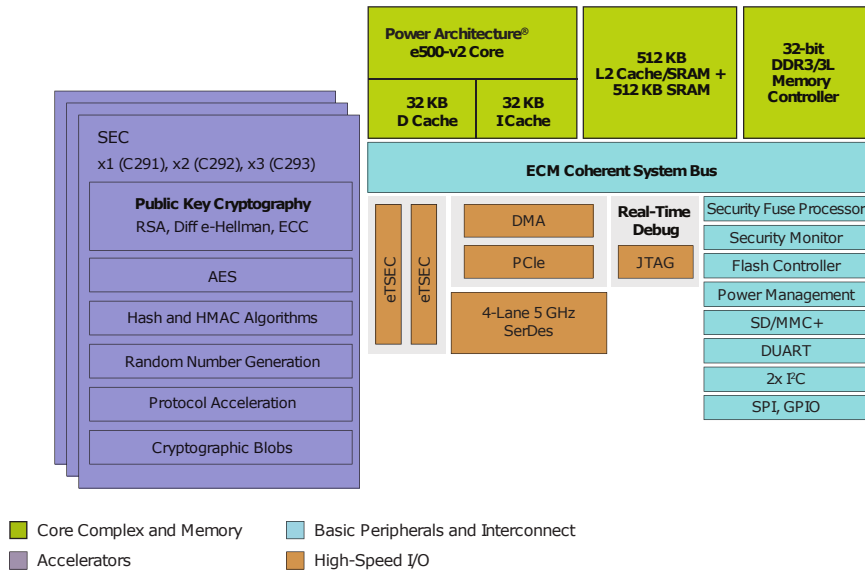 Power Architecture®
e500-v2 Core
32 KB
D Cache
32 KB
I Cache
512 KB
L2 Cache/SRAM +
512 KB SRAM
32-bit
DDR3/3L
Memory
Controller
SEC
x1 (C291), x2 (C292), x3 (C293)
Public Key Cryptography
RSA, Diff e-Hellman, ECC
AES
Hash and HMAC Algorithms
Random Number Generation
Protocol Acceleration
Cryptographic Blobs
ECM Coherent System Bus
eTSEC
eTSEC
DMA
PCIe
4-Lane 5 GHz
SerDes
Real-Time
Debug
JTAG
Security Fuse Processor
Security Monitor
Flash Controller
Power Management
SD/MMC+
DUART
2x I²C
SPI, GPIO
Core Complex and Memory
Basic Peripherals and Interconnect
Accelerators
High-Speed I/O